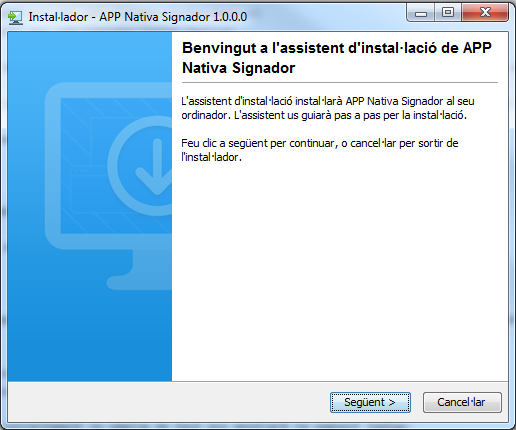 Instal·lador - APP Nativa Signador 1.0.0.0
Benvingut a l'assistent d'instal·lació de APP
Nativa Signador
L'assistent d'instal·lació instal·larà APP Nativa Signador al seu
ordinador. L'assistent us guiarà pas a pas per la instal·lació.
Feu clic a següent per continuar, o cancel·lar per sortir de
l'instal·lador.
Següent >
Cancel·lar